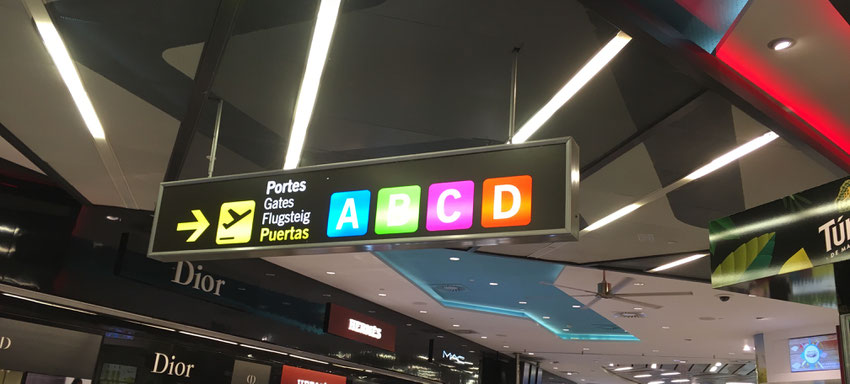 Portes
Gates
Flugsteig
Puertas
A B C D
Dior
HERMÈS
MAC
Dior
TÚ